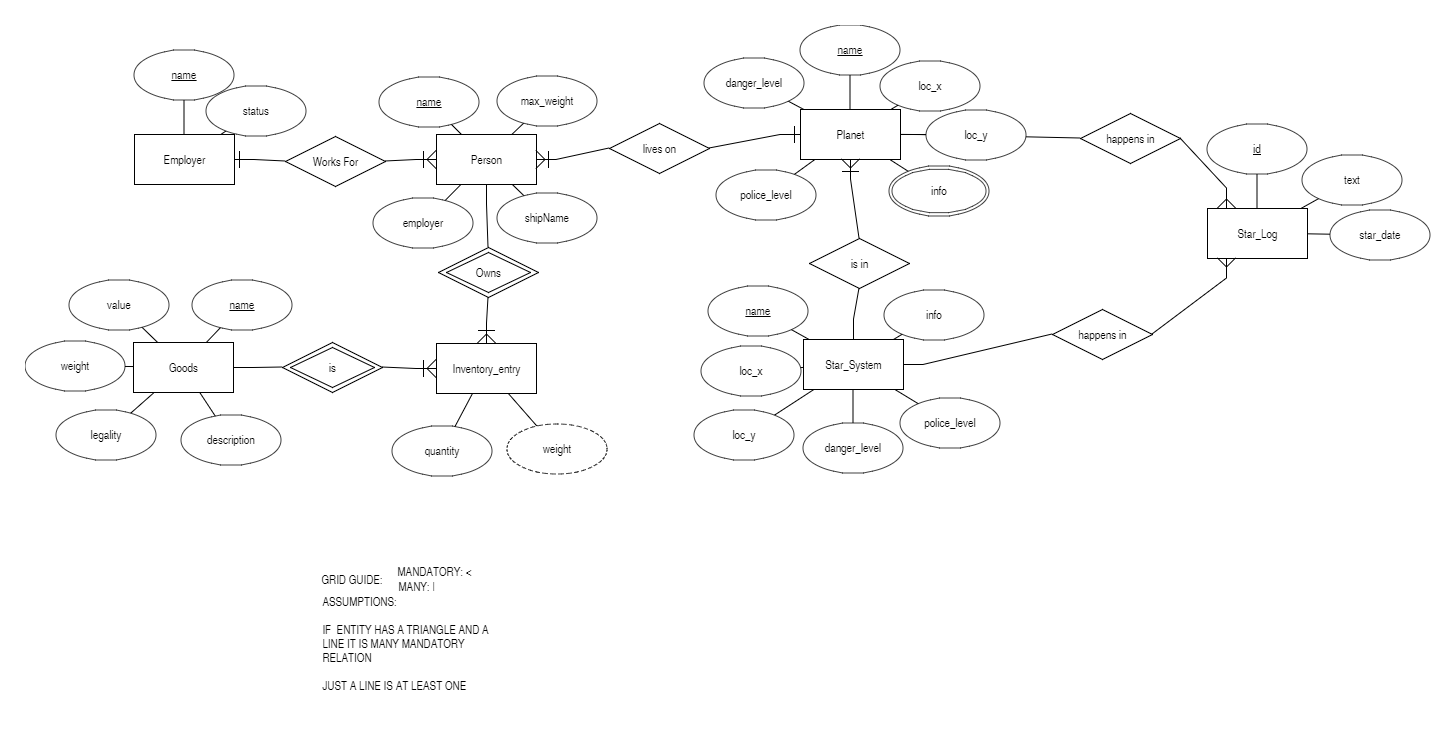 name
name
status
name
max_weight
danger_level
loc_x
Employer
Works For
Person
lives on
Planet
loc_y
happens in
id
text
employer
shipName
police_level
info
Star_Log
star_date
Owns
is in
value
name
name
info
weight
Goods
is
Inventory_entry
loc_x
Star_System
happens in
legality
description
quantity
weight
loc_y
danger_level
police_level
GRID GUIDE:
MANDATORY: <
MANY: |
ASSUMPTIONS:
IF ENTITY HAS A TRIANGLE AND A
LINE IT IS MANY MANDATORY
RELATION
JUST A LINE IS AT LEAST ONE